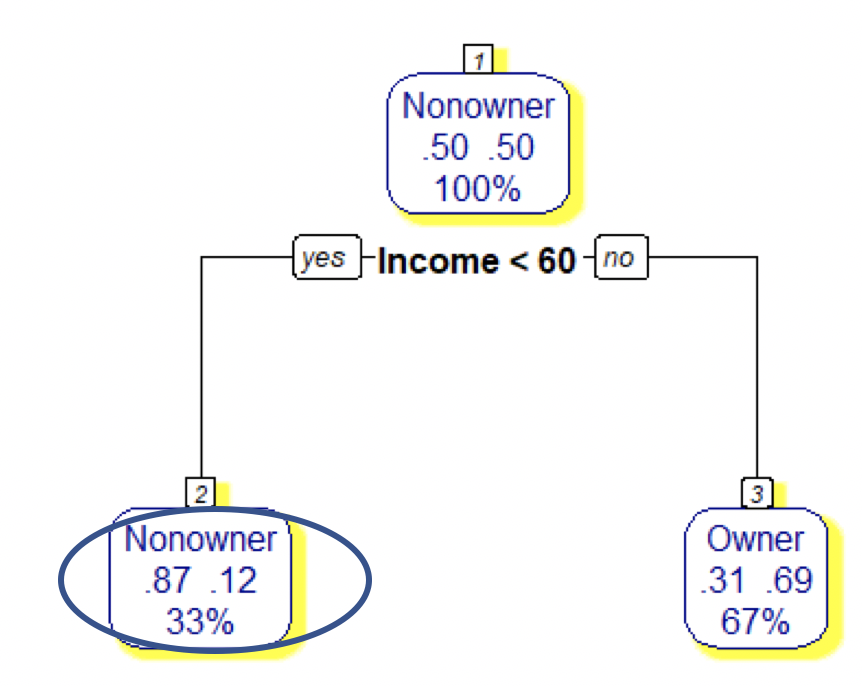 1
Nonowner
.50 .50
100%
yes Income < 60 no
2
Nonowner
.87 .12
33%
3
Owner
.31 .69
67%